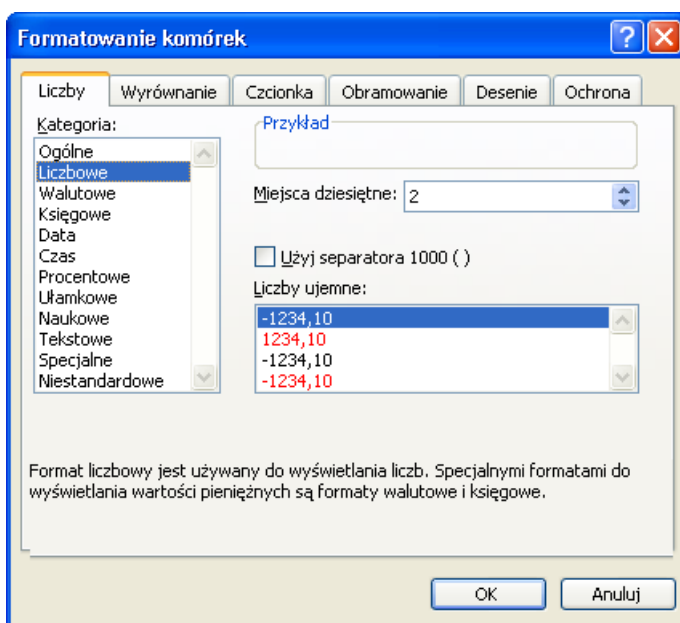 Formatowanie komórek
Liczby Wyrównanie Czcionka Obramowanie Desenie Ochrona
Kategoria:
Ogólne
Liczbowe
Walutowe
Księgowe
Data
Czas
Procentowe
Ułamkowe
Naukowe
Tekstowe
Specjalne
Niestandardowe
Przykład
Miejsca dziesiętne: 2
Użyj separatora 1000 ( )
Liczby ujemne:
-1234,10
1234,10
-1234,10
-1234,10
Format liczbowy jest używany do wyświetlania liczb. Specjalnymi formatami do
wyświetlania wartości pieniężnych są formaty walutowe i księgowe.
OK Anuluj